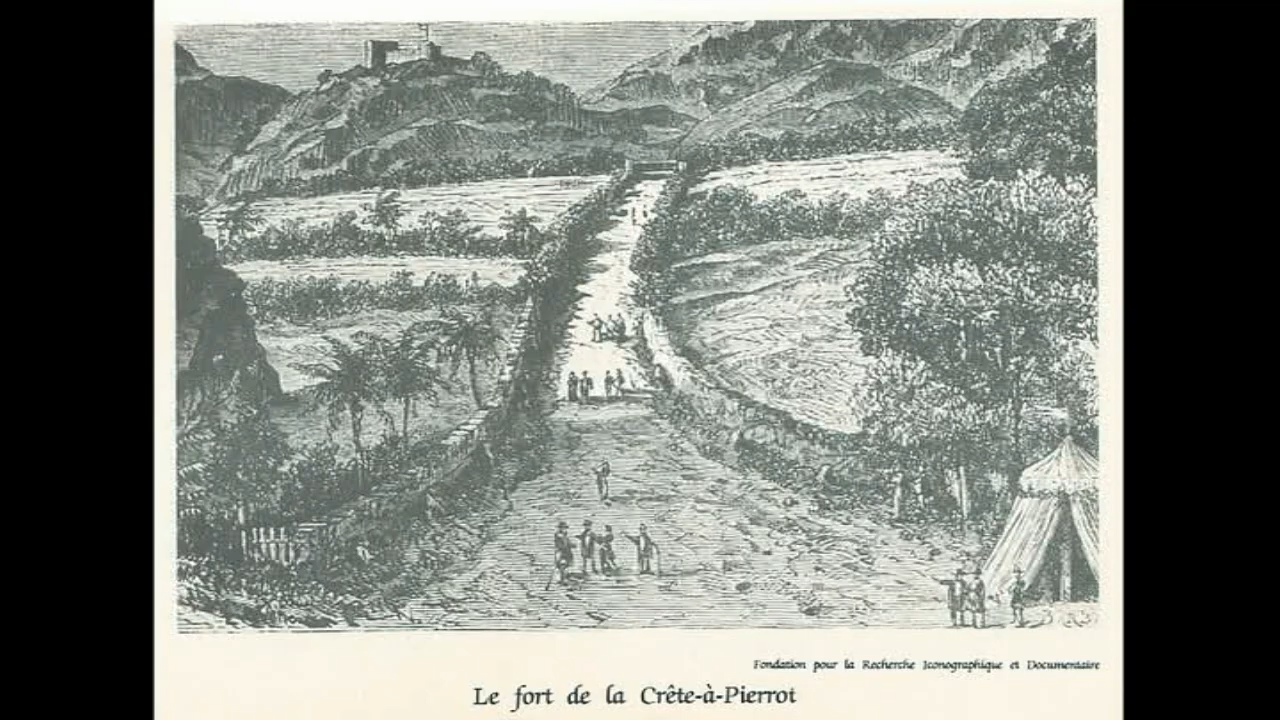 Fondation pour la Recherche Iconographique et Documentaire
Le fort de la Crête-à-Pierrot